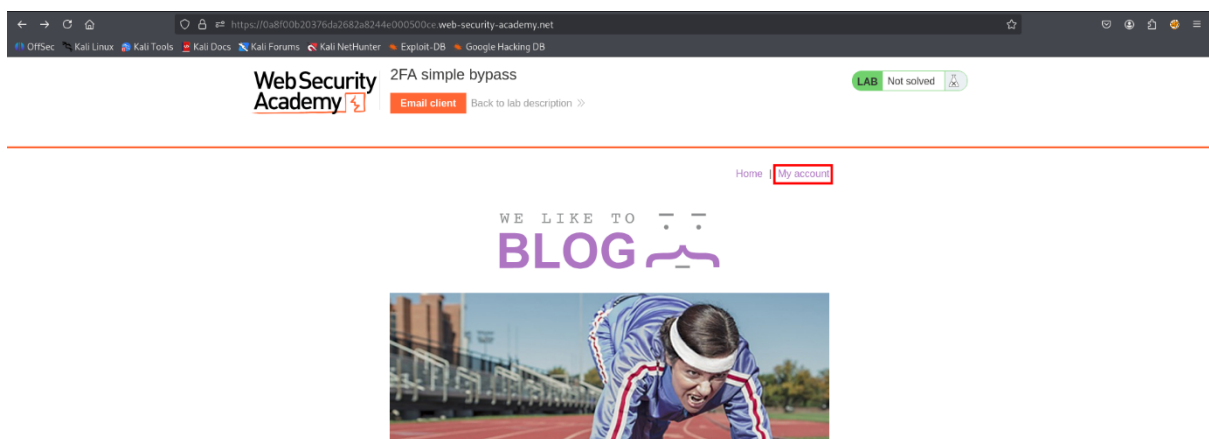 https://0a8f00b20376da2682a8244e000500ce.web-security-academy.net
OffSec Kali Linux Kali Tools Kali Docs Kali Forums Kali NetHunter Exploit-DB Google Hacking DB
WebSecurity
Academy
2FA simple bypass
Email client Back to lab description
LAB Not solved
Home | My account
WE LIKE TO
BLOG